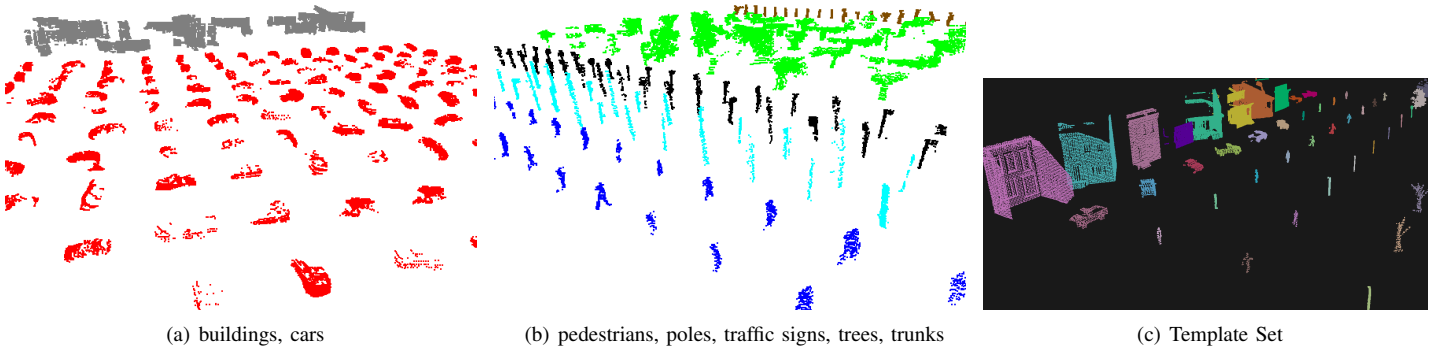 (a) buildings, cars
(b) pedestrians, poles, traffic signs, trees, trunks
(c) Template Set